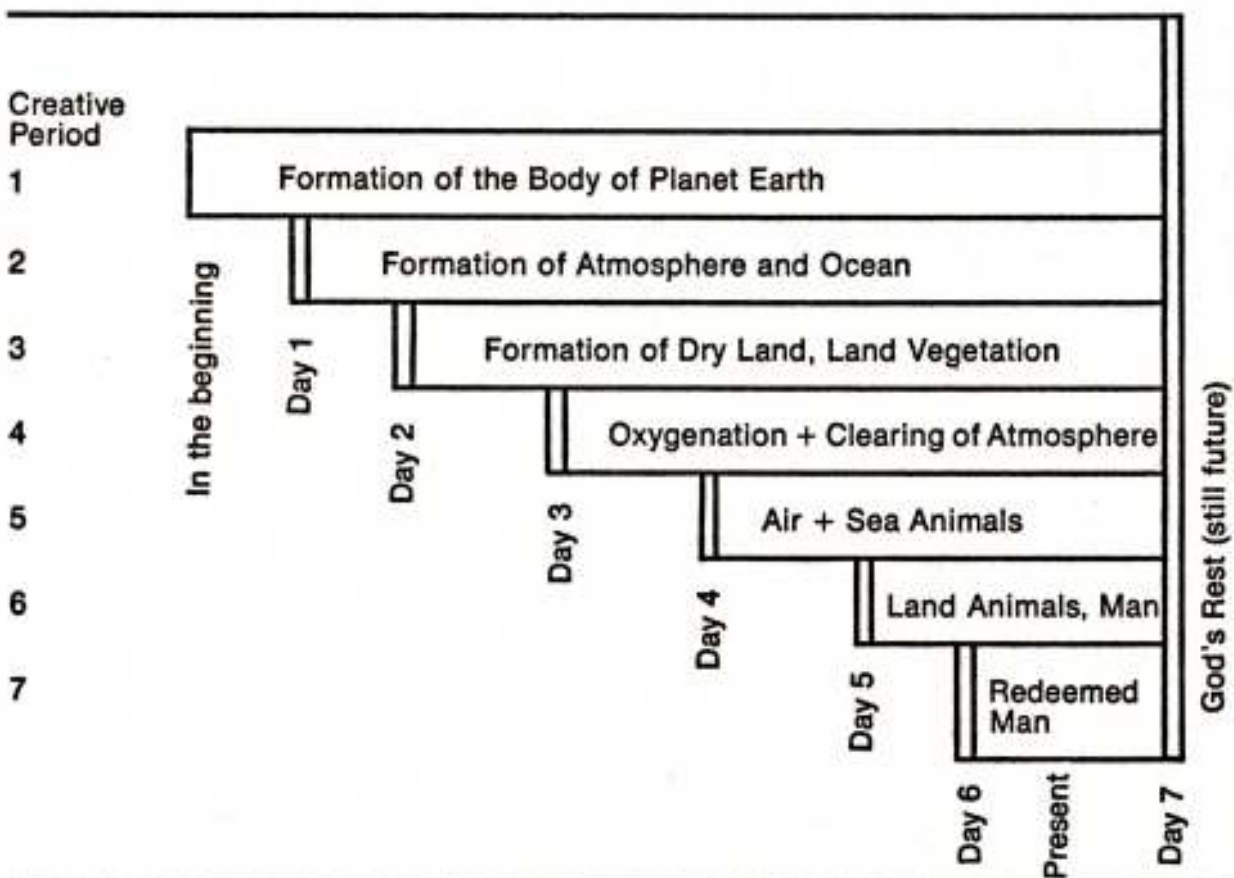 Creative
Period
1
Formation of the Body of Planet Earth
2
Formation of Atmosphere and Ocean
3
Formation of Dry Land, Land Vegetation
4
Oxygenation + Clearing of Atmosphere
5
Air + Sea Animals
6
Land Animals, Man
7
Redeemed
Man
In the beginning
Day 1
Day 2
Day 3
Day 4
Day 5
Day 6
Present
Day 7
God's Rest (still future)